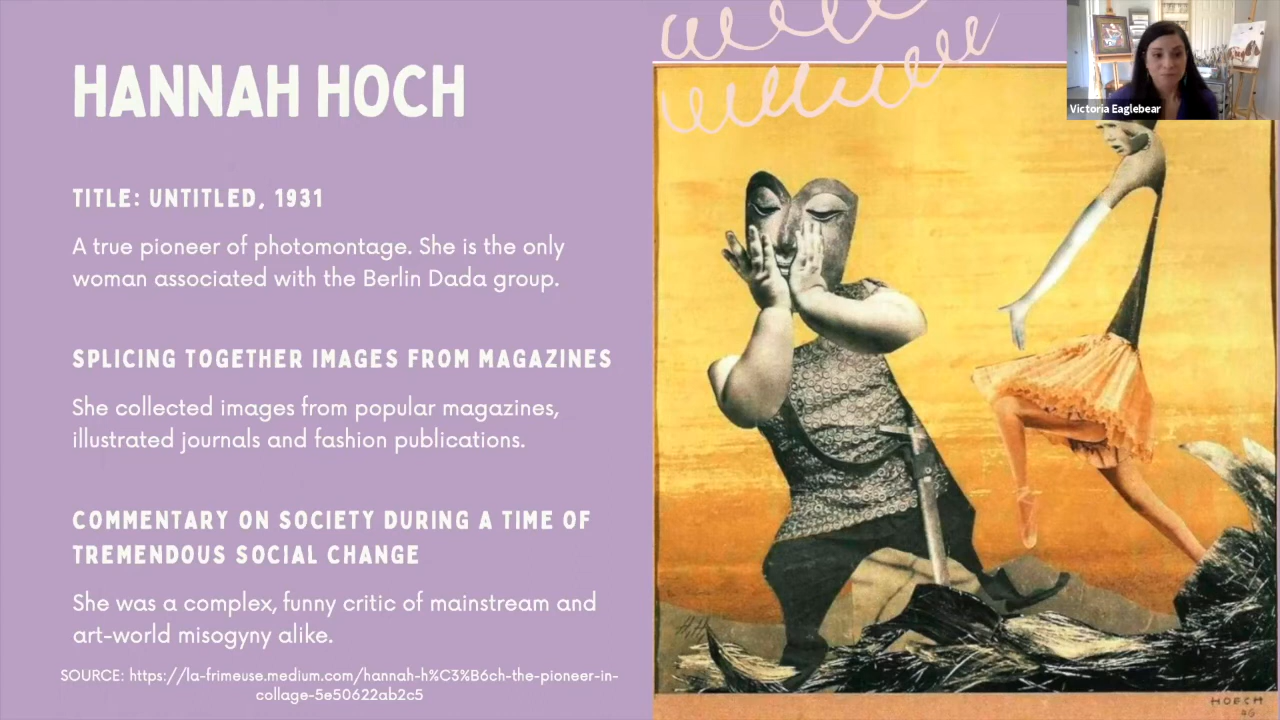 HANNAH HOCH
TITLE: UNTITLED, 1931
A true pioneer of photomontage. She is the only
woman associated with the Berlin Dada group.
SPLICING TOGETHER IMAGES FROM MAGAZINES
She collected images from popular magazines,
illustrated journals and fashion publications.
COMMENTARY ON SOCIETY DURING A TIME OF
TREMENDOUS SOCIAL CHANGE
She was a complex, funny critic of mainstream and
art-world misogyny alike.
SOURCE: https://la-frimeuse.medium.com/hannah-h%C3%B6ch-the-pioneer-in-
collage-5e50622ab2c5
Victoria Eaglebear
HOECH